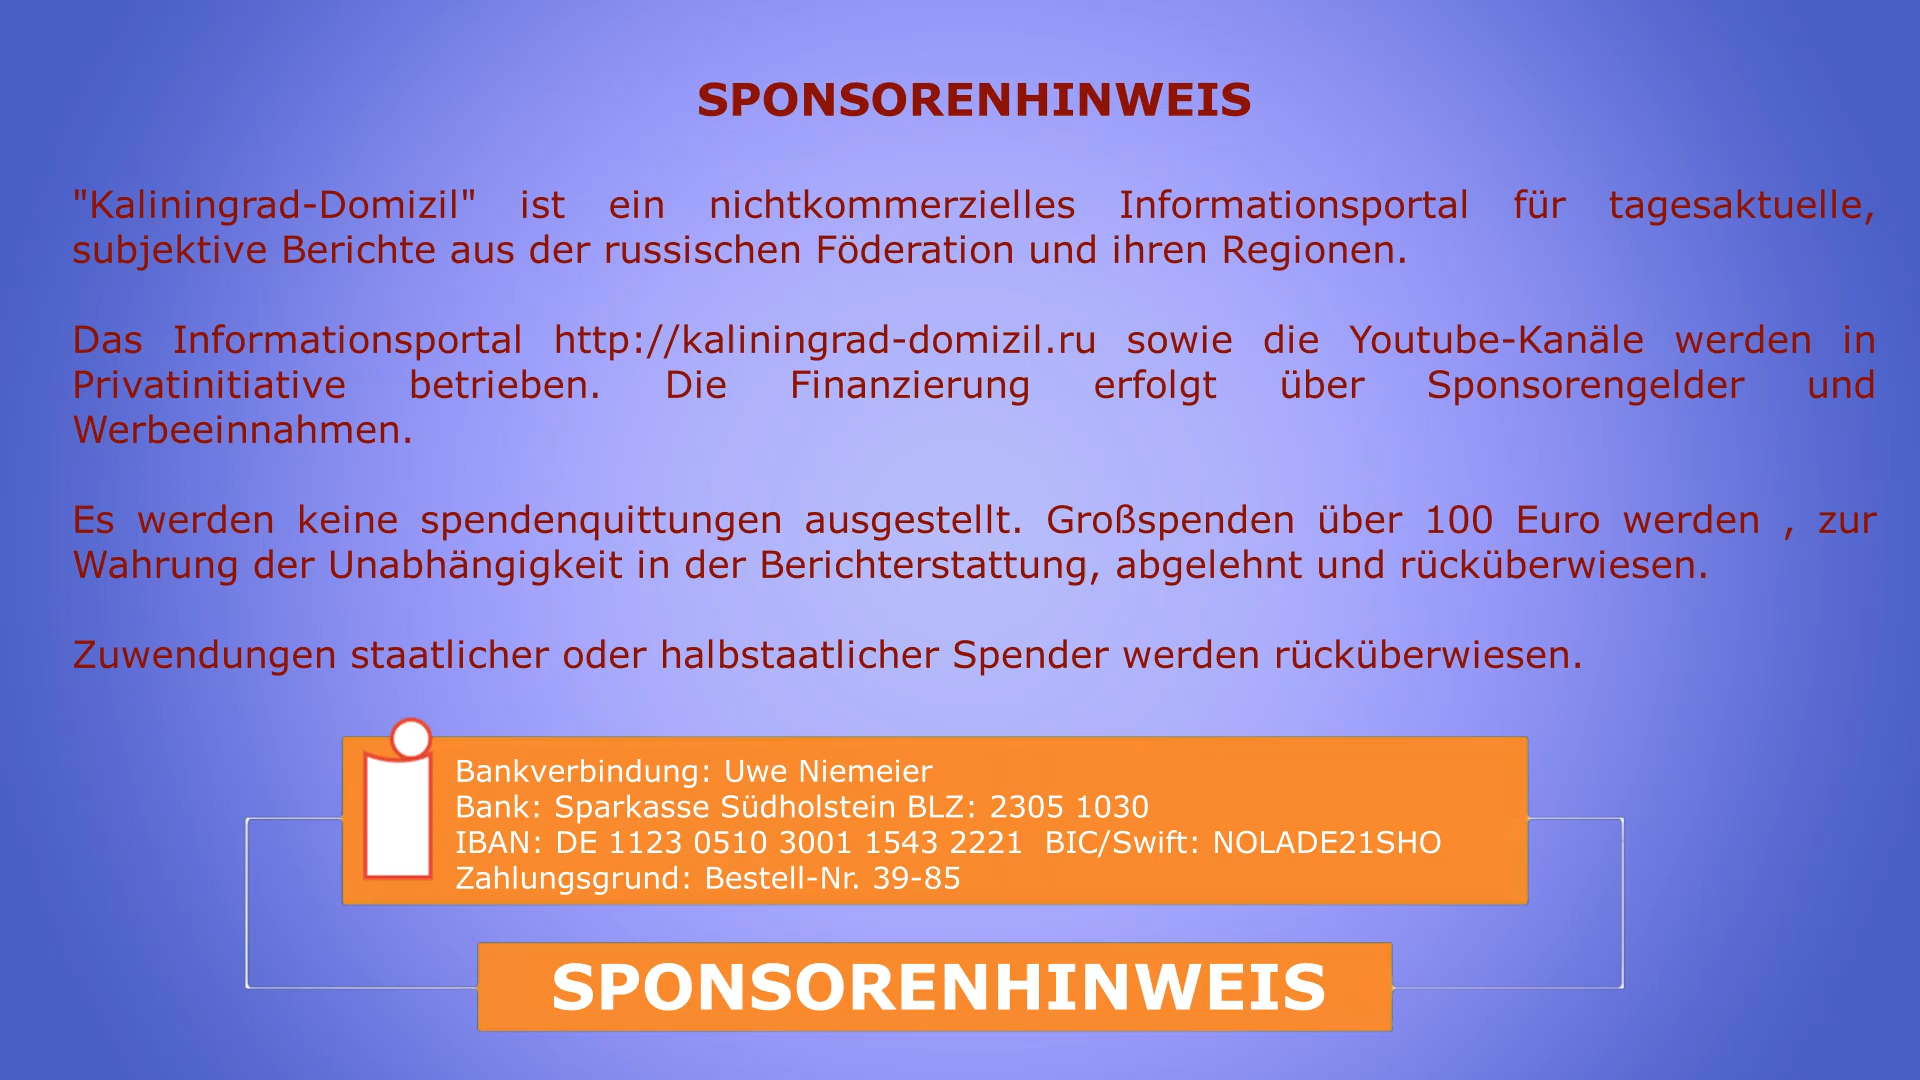 SPONSORENHINWEIS
"Kaliningrad-Domizil" ist ein nichtkommerzielles Informationsportal für tagesaktuelle,
subjektive Berichte aus der russischen Föderation und ihren Regionen.
Das Informationsportal http://kaliningrad-domizil.ru sowie die Youtube-Kanäle werden in
Privatinitiative betrieben. Die Finanzierung erfolgt über Sponsorengelder und
Werbeeinnahmen.
Es werden keine spendenquittungen ausgestellt. Großspenden über 100 Euro werden , zur
Wahrung der Unabhängigkeit in der Berichterstattung, abgelehnt und rücküberwiesen.
Zuwendungen staatlicher oder halbstaatlicher Spender werden rücküberwiesen.
Bankverbindung: Uwe Niemeier
Bank: Sparkasse Südholstein BLZ: 2305 1030
IBAN: DE 1123 0510 3001 1543 2221 BIC/Swift: NOLADE21SHO
Zahlungsgrund: Bestell-Nr. 39-85
SPONSORENHINWEIS